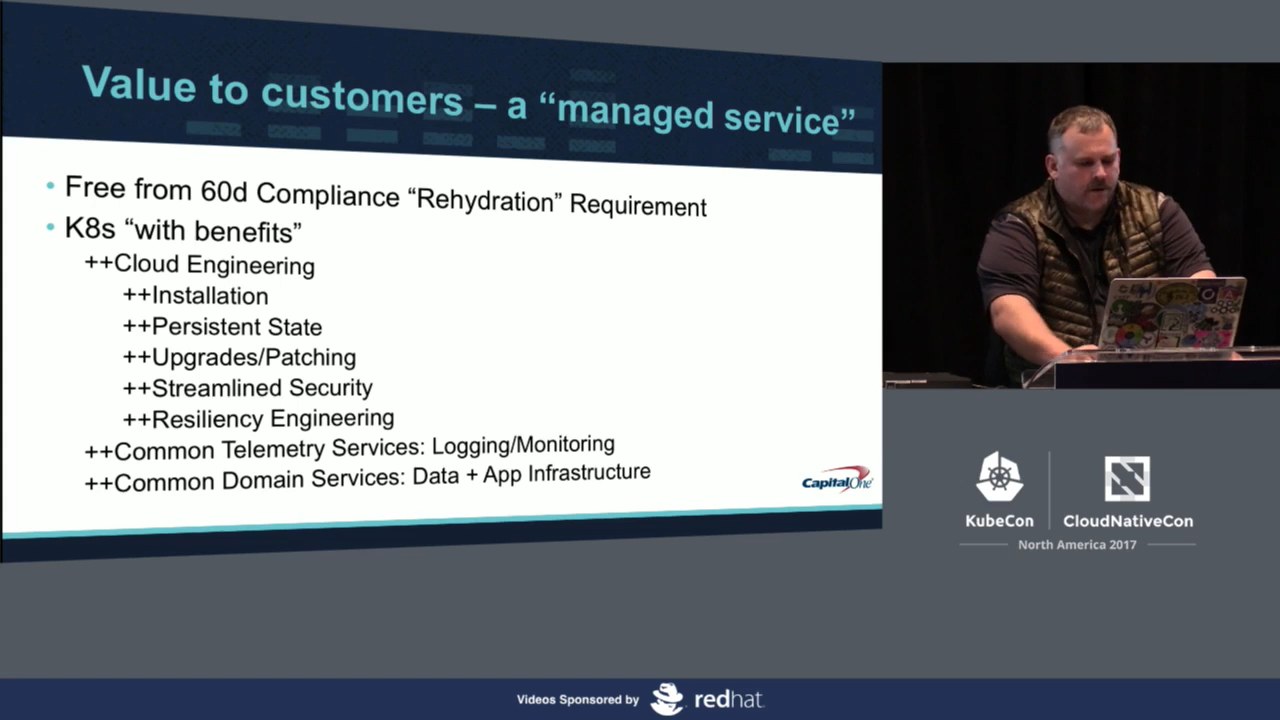 Value to customers – a “managed service”
• Free from 60d Compliance “Rehydration” Requirement
• K8s “with benefits”
++Cloud Engineering
++Installation
++Persistent State
++Upgrades/Patching
++Streamlined Security
++Resiliency Engineering
++Common Telemetry Services: Logging/Monitoring
++Common Domain Services: Data + App Infrastructure
CapitalOne
KubeCon
CloudNativeCon
North America 2017
Videos Sponsored by redhat.